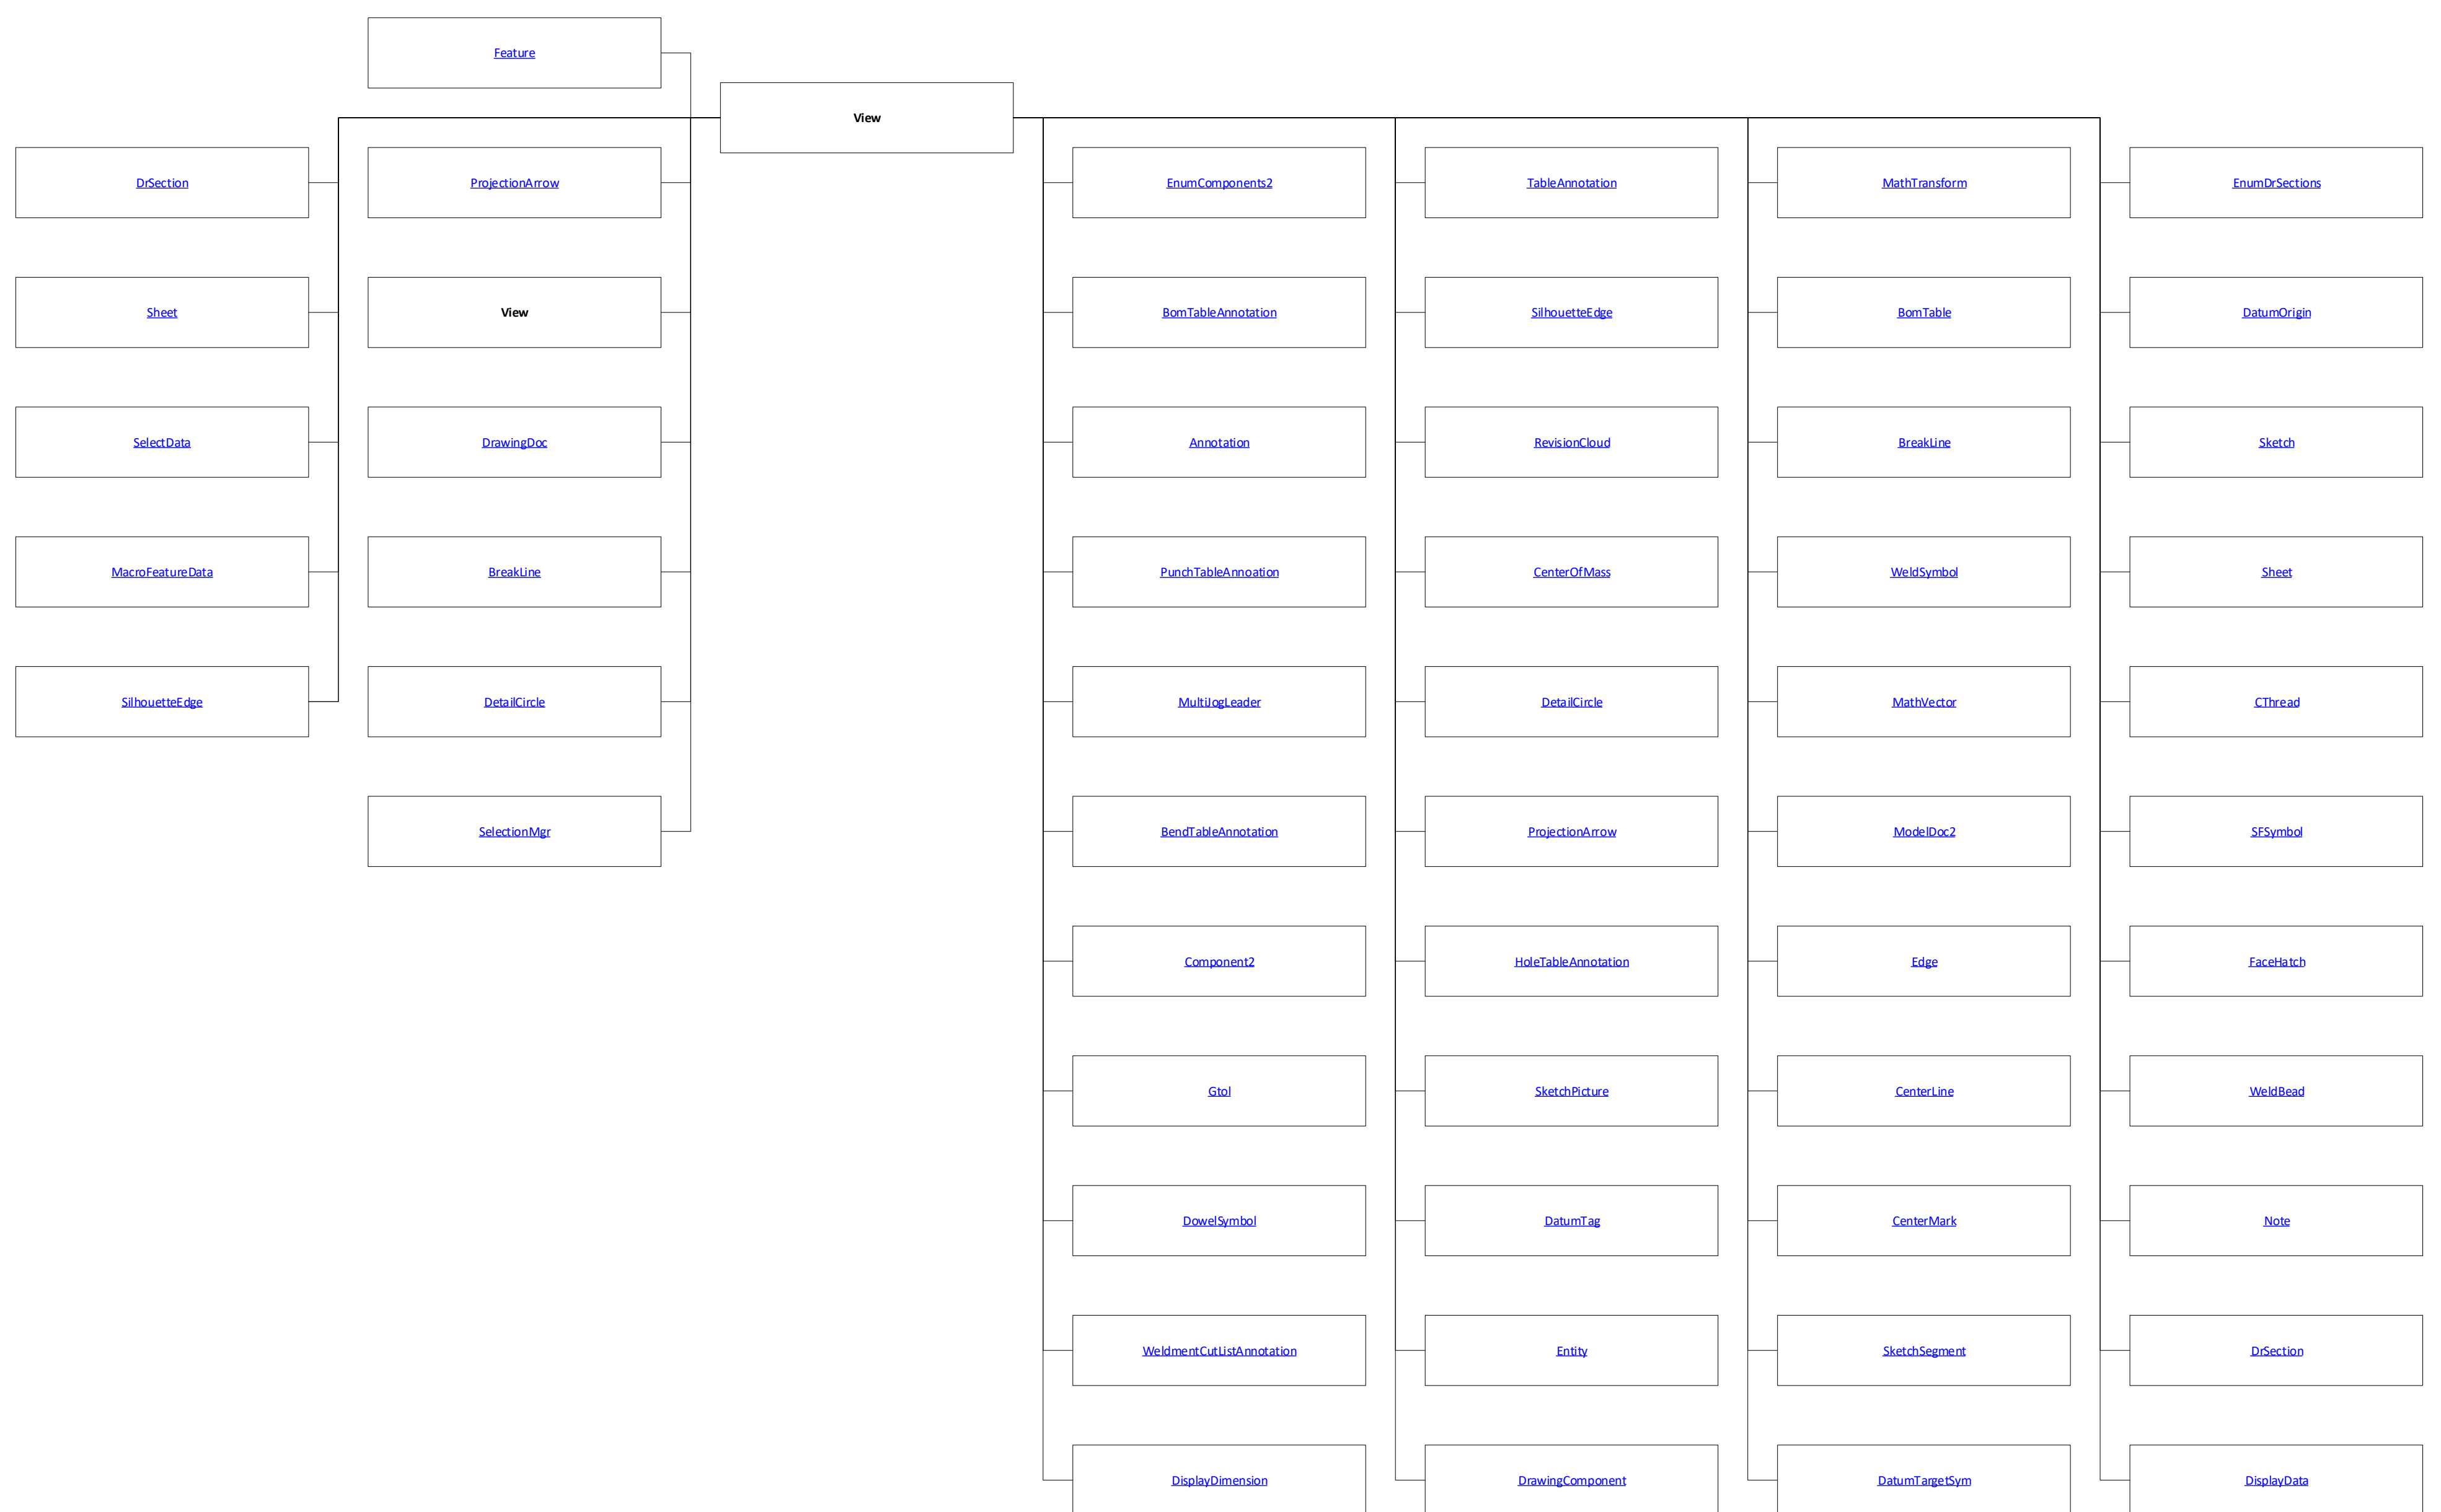 Feature
View
DrSection
ProjectionArrow
EnumComponents2
TableAnnotation
MathTransform
EnumDrSections
Sheet
View
BomTableAnnotation
SilhouetteEdge
BomTable
DatumOrigin
SelectData
DrawingDoc
Annotation
RevisionCloud
BreakLine
Sketch
MacroFeatureData
BreakLine
PunchTableAnnoation
CenterOfMass
WeldSymbol
Sheet
SilhouetteEdge
DetailCircle
MultiJogLeader
DetailCircle
MathVector
CThread
SelectionMgr
BendTableAnnotation
ProjectionArrow
ModelDoc2
SFSymbol
Component2
HoleTableAnnotation
Edge
FaceHatch
Gtol
SketchPicture
CenterLine
WeldBead
DowelSymbol
DatumTag
CenterMark
Note
WeldmentCutListAnnotation
Entity
SketchSegment
DrSection
DisplayDimension
DrawingComponent
DatumTargetSym
DisplayData